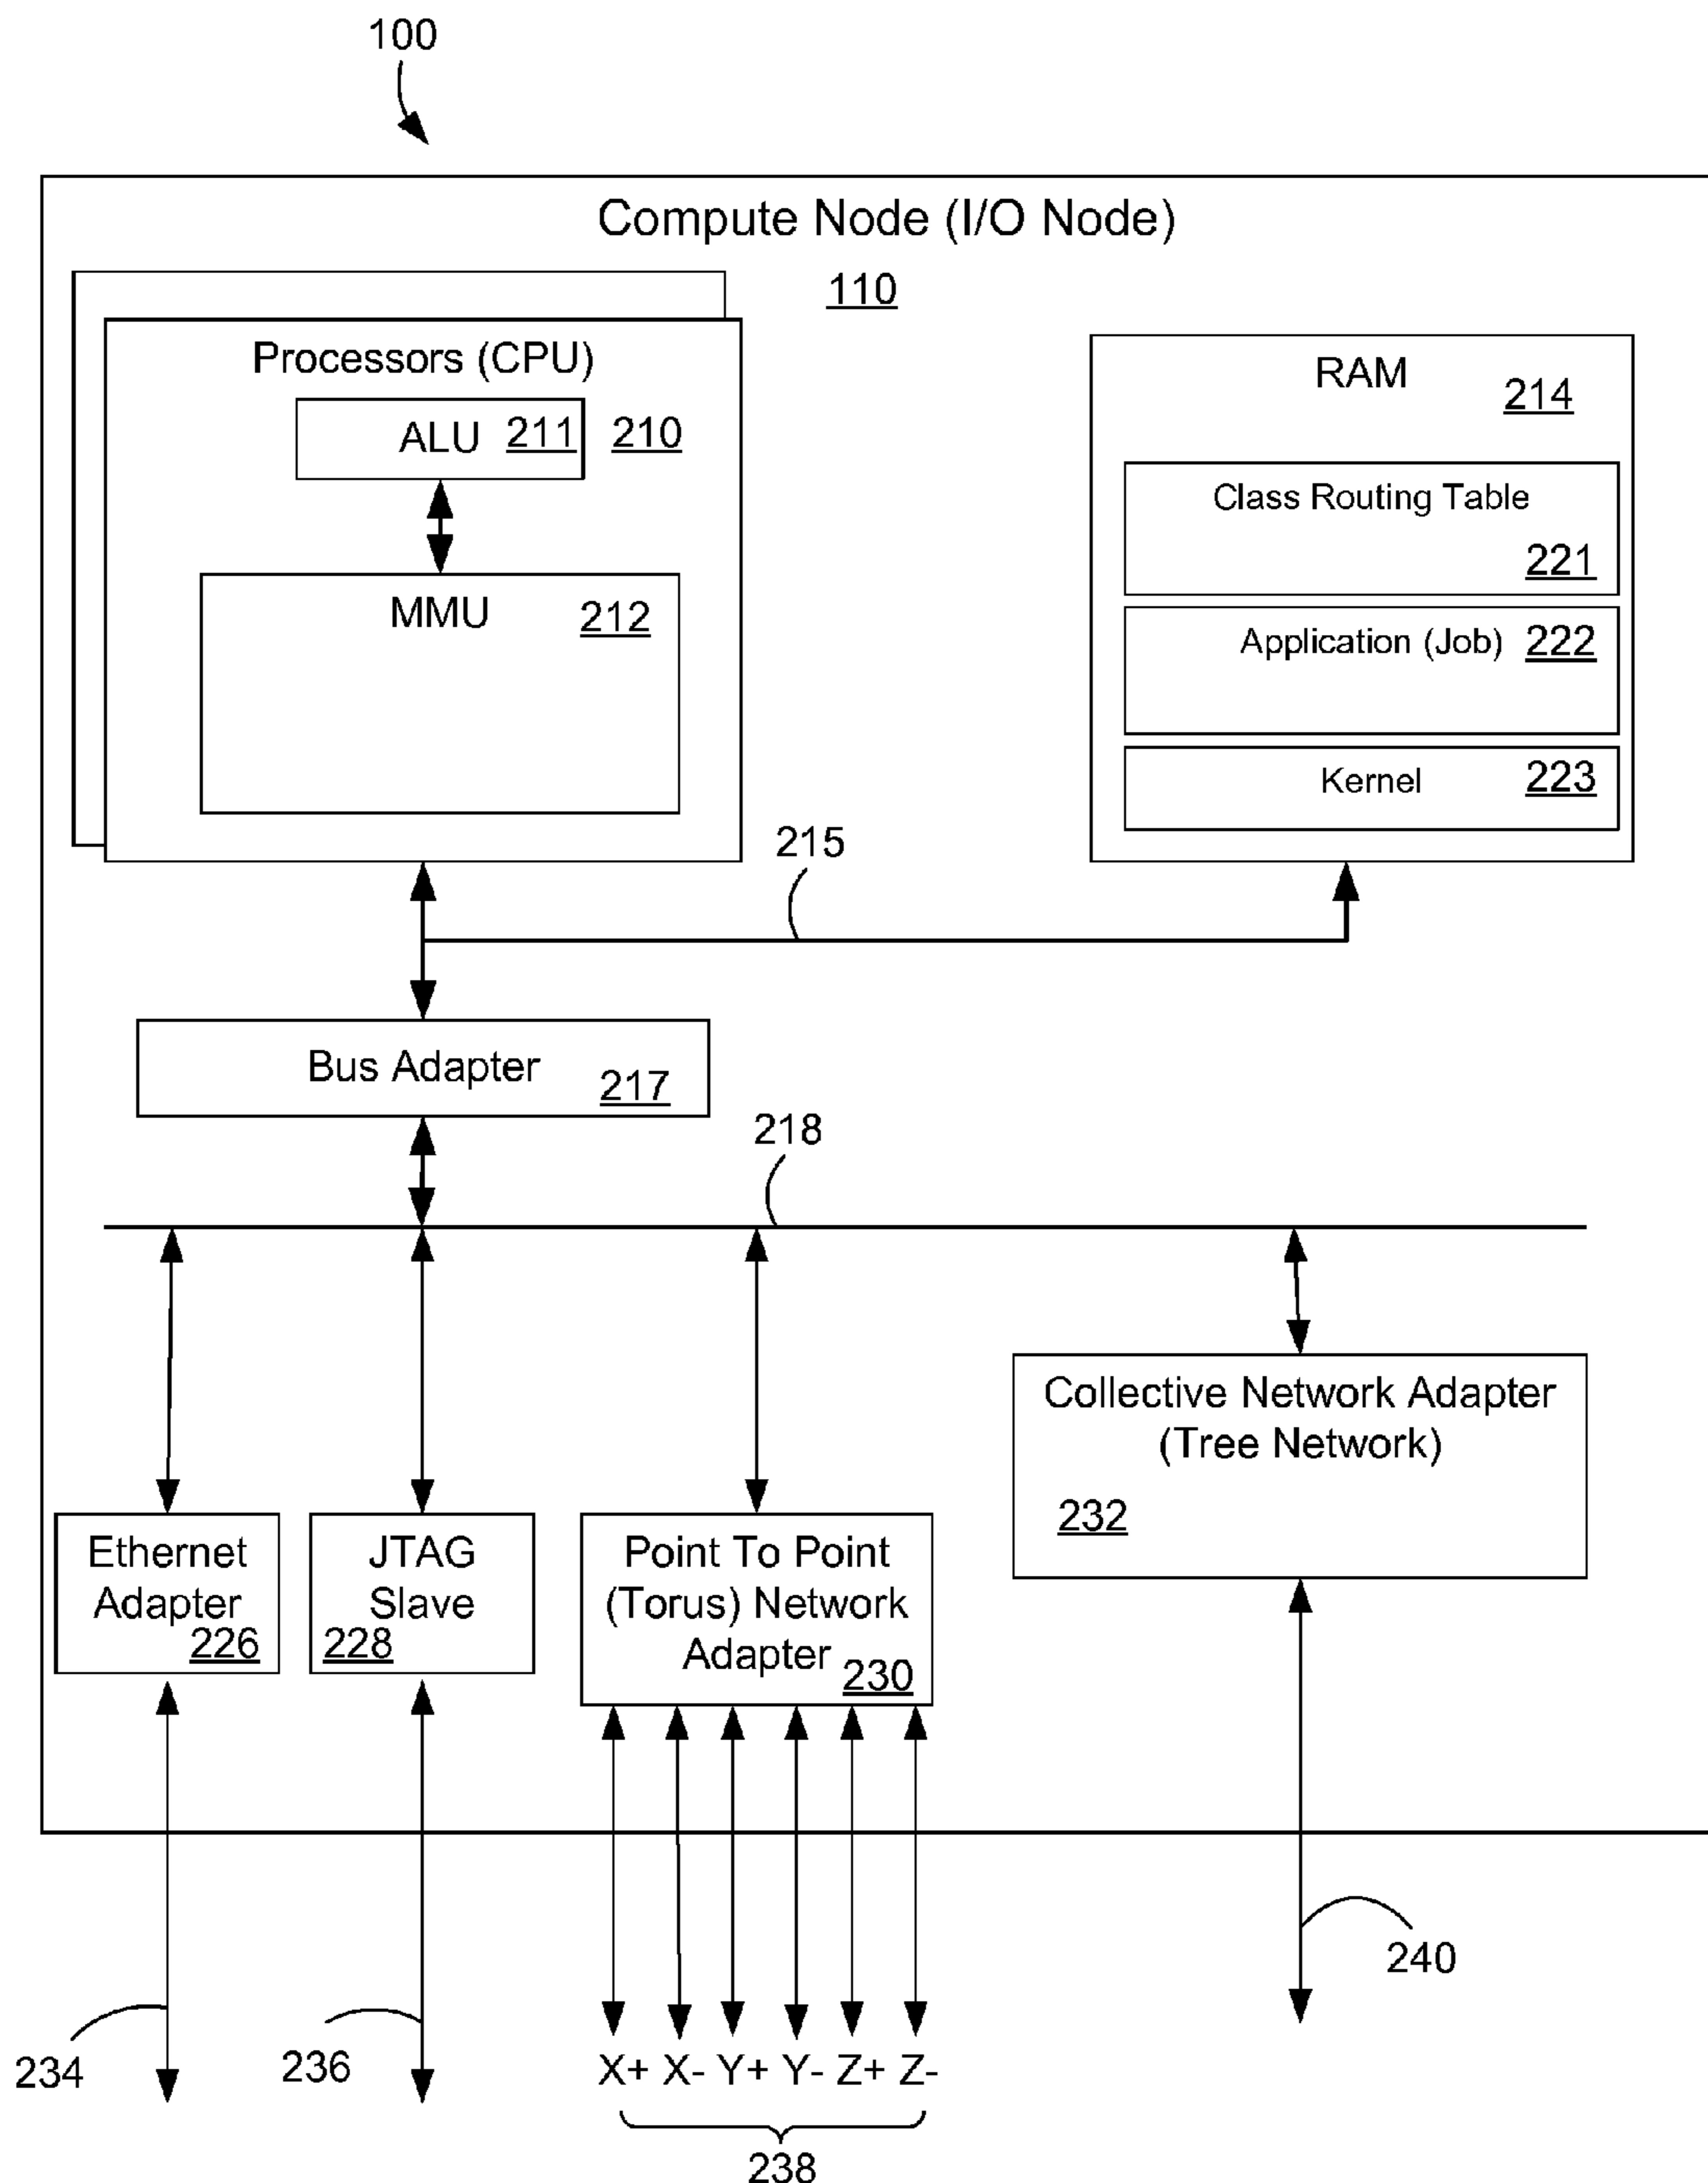 100
Compute Node (I/O Node)
110
Processors (CPU)
ALU 211 210
MMU 212
RAM
214
Class Routing Table
221
Application (Job) 222
Kernel 223
215
Bus Adapter
217
218
Collective Network Adapter
(Tree Network)
232
Ethernet
Adapter
226
JTAG
Slave
228
Point To Point
(Torus) Network
Adapter 230
240
234
236
X+ X- Y+ Y- Z+ Z-
238